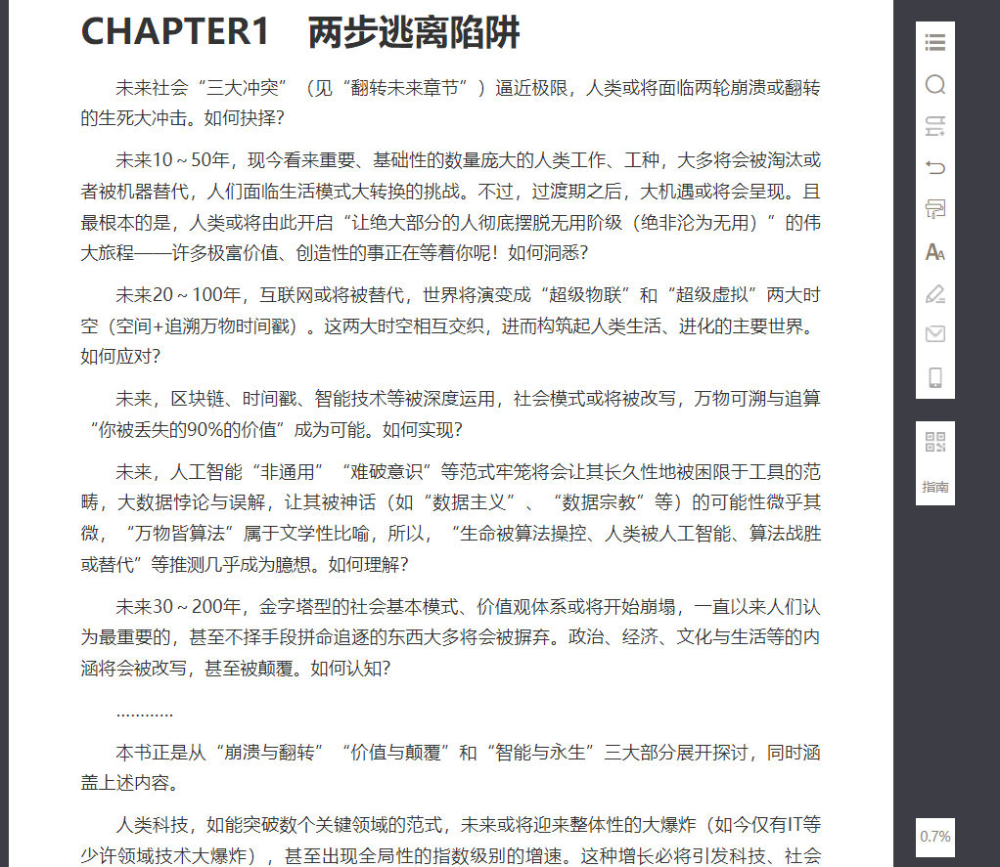 CHAPTER1 两步逃离陷阱
未来社会“三大冲突”（见“翻转未来章节”）逼近极限，人类或将面临两轮崩溃或翻转
的生死大冲击。如何抉择？
未来10～50年，现今看来重要、基础性的数量庞大的人类工作、工种，大多将会被淘汰或
者被机器替代，人们面临生活模式大转换的挑战。不过，过渡期之后，大机遇或将会呈现。且
最根本的是，人类或将由此开启“让绝大部分的人彻底摆脱无用阶级（绝非沦为无用）”的伟
大旅程——许多极富价值、创造性的事正在等着你呢！如何洞悉？
未来20～100年，互联网或将被替代，世界将演变成“超级物联”和“超级虚拟”两大时
空（空间+追溯万物时间戳）。这两大时空相互交织，进而构筑起人类生活、进化的主要世界。
如何应对？
未来，区块链、时间戳、智能技术等被深度运用，社会模式或将被改写，万物可溯与追算
“你被丢失的90%的价值”成为可能。如何实现？
未来，人工智能“非通用”“难破意识”等范式牢笼将会让其长久性地被困限于工具的范
畴，大数据悖论与误解，让其被神话（如“数据主义”、“数据宗教”等）的可能性微乎其
微，“万物皆算法”属于文学性比喻，所以，“生命被算法操控、人类被人工智能、算法战胜
或替代”等推测几乎成为臆想。如何理解？
未来30～200年，金字塔型的社会基本模式、价值观体系或将开始崩塌，一直以来人们认
为最重要的，甚至不择手段拼命追逐的东西大多将会被摒弃。政治、经济、文化与生活等的内
涵将会被改写，甚至被颠覆。如何认知？
…………
本书正是从“崩溃与翻转”“价值与颠覆”和“智能与永生”三大部分展开探讨，同时涵
盖上述内容。
人类科技，如能突破数个关键领域的范式，未来或将迎来整体性的大爆炸（如今仅有IT等
少许领域技术大爆炸），甚至出现全局性的指数级别的增速。这种增长必将引发科技、社会
AA
指南
0.7%